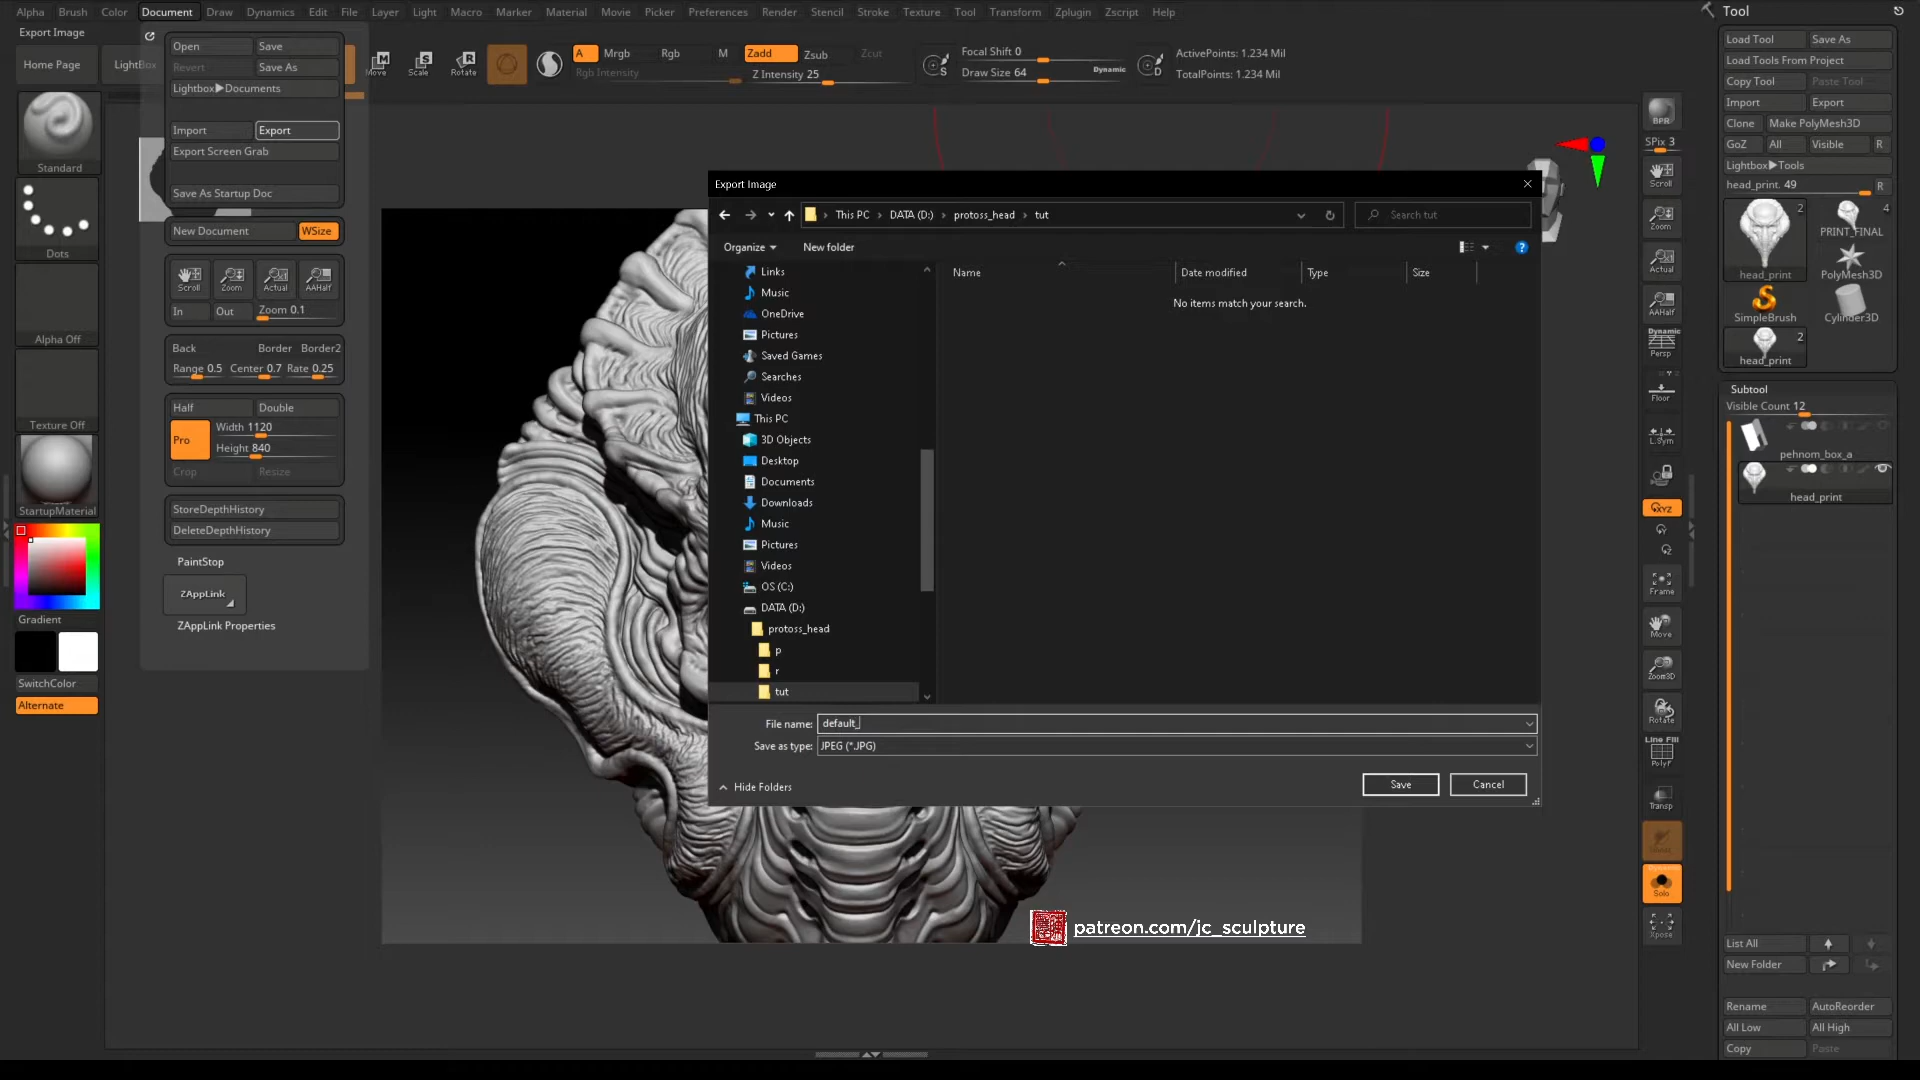 Alpha Brush Color Document Draw Dynamics Edit File Layer Light Macro Marker Material Movie Picker Preferences Render Stencil Stroke Texture Tool Transform Zplugin Zscript Help
Export Image
Home Page
LightBox
Move
Scale
Rotate
A
Mrgb
Rgb
M
Rgb Intensity
Zadd
Zsub
Zcut
Z Intensity 25
Focal Shift 0
Draw Size 64
Dynamic
ActivePoints: 1.234 Mil
TotalPoints: 1.234 Mil
Open
Save
Revert
Save As
Lightbox▶Documents
Import
Export
Export Screen Grab
Save As Startup Doc
New Document
WSize
Scroll
Zoom
Actual
AAHalf
In
Out
Zoom 0.1
Back
Border
Border2
Range 0.5
Center 0.7
Rate 0.25
Half
Double
Pro
Width 1120
Height 840
Crop
Resize
StoreDepthHistory
DeleteDepthHistory
PaintStop
ZAppLink
ZAppLink Properties
Standard
Dots
Alpha Off
Texture Off
StartupMaterial
Gradient
SwitchColor
Alternate
Export Image
This PC > DATA (D:) > protoss_head > tut
Search tut
Organize
New folder
Links
Music
OneDrive
Pictures
Saved Games
Searches
Videos
This PC
3D Objects
Desktop
Documents
Downloads
Music
Pictures
Videos
OS (C:)
DATA (D:)
protoss_head
p
r
tut
Name
Date modified
Type
Size
No items match your search.
File name: default_
Save as type: JPEG (*.JPG)
Hide Folders
Save
Cancel
patreon.com/jc_sculpture
BPR
SPix 3
Scroll
Zoom
Actual
AAHalf
Dynamic
Persp
Floor
L.Sym
Frame
Move
Zoom3D
Rotate
Line Fill
PolyF
Transp
Solo
Xpose
Tool
Load Tool
Save As
Load Tools From Project
Copy Tool
Paste Tool
Import
Export
Clone
Make PolyMesh3D
GoZ
All
Visible
R
Lightbox▶Tools
head_print. 49
R
2
4
head_print
PRINT_FINAL
PolyMesh3D
SimpleBrush
Cylinder3D
2
head_print
Subtool
Visible Count 12
pehnom_box_a
head_print
List All
New Folder
Rename
AutoReorder
All Low
All High
Copy
Paste